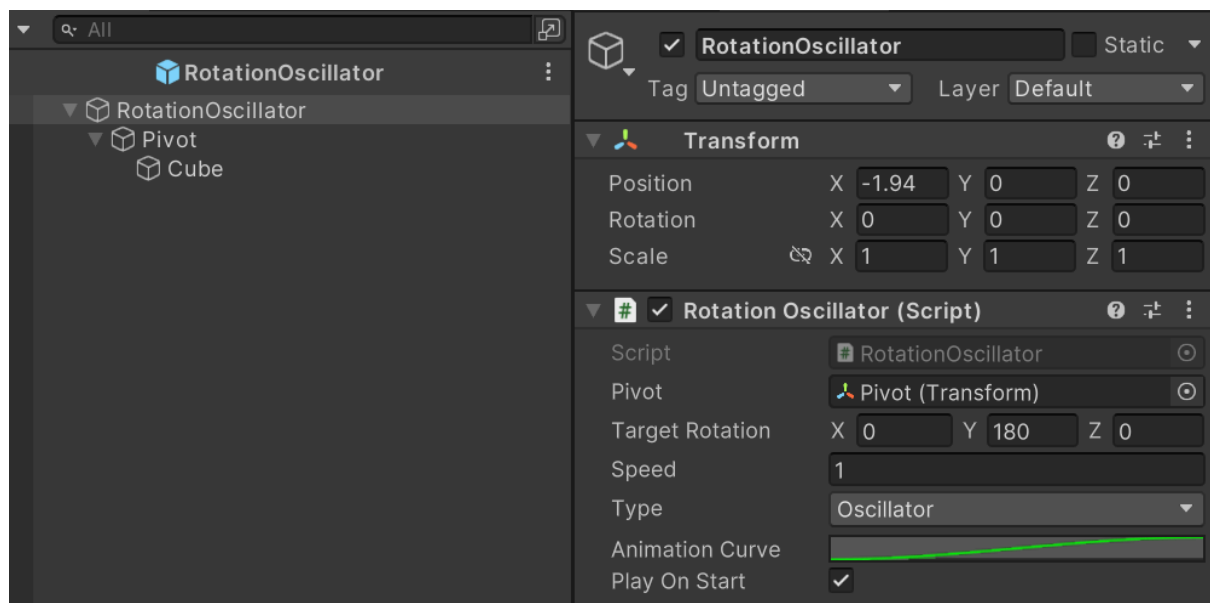 All
RotationOscillator
RotationOscillator
Pivot
Cube
RotationOscillator Static
Tag Untagged Layer Default
Transform
Position X -1.94 Y 0 Z 0
Rotation X 0 Y 0 Z 0
Scale X 1 Y 1 Z 1
# Rotation Oscillator (Script)
Script # RotationOscillator
Pivot Pivot (Transform)
Target Rotation X 0 Y 180 Z 0
Speed 1
Type Oscillator
Animation Curve
Play On Start